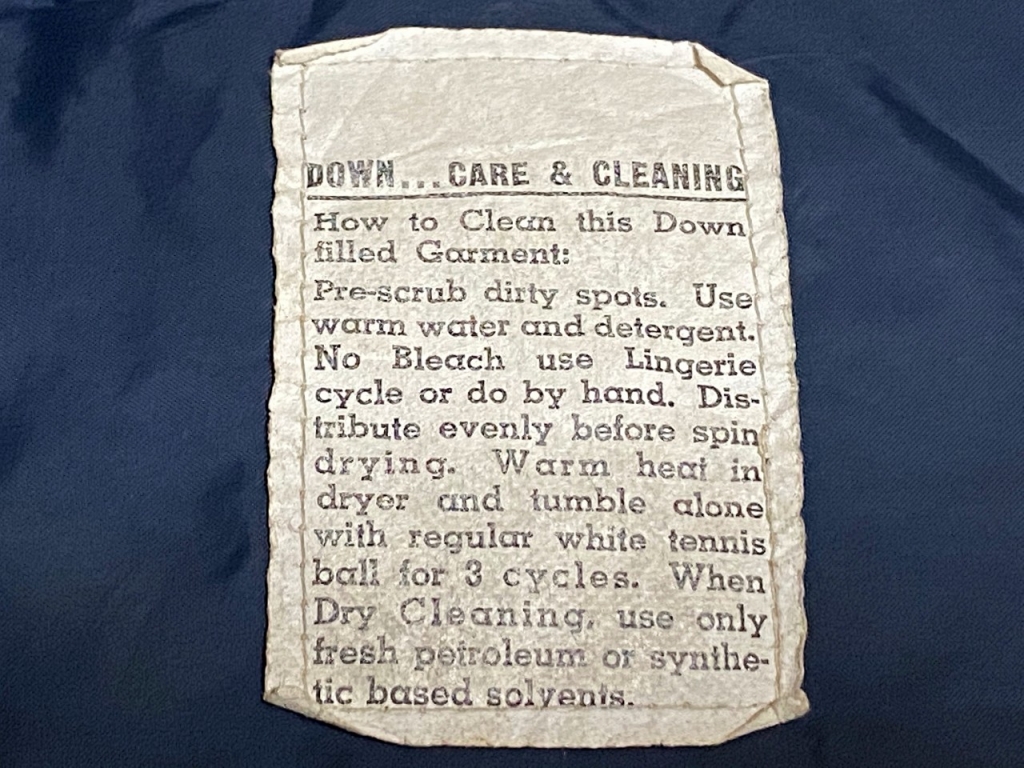 DOWN...CARE & CLEANING
How to Clean this Down
filled Garment:
Pre-scrub dirty spots. Use
warm water and detergent.
No Bleach use Lingerie
cycle or do by hand. Dis-
tribute evenly before spin
drying. Warm heat in
dryer and tumble alone
with regular white tennis
ball for 3 cycles. When
Dry Cleaning, use only
fresh petroleum or synthe-
tic based solvents.